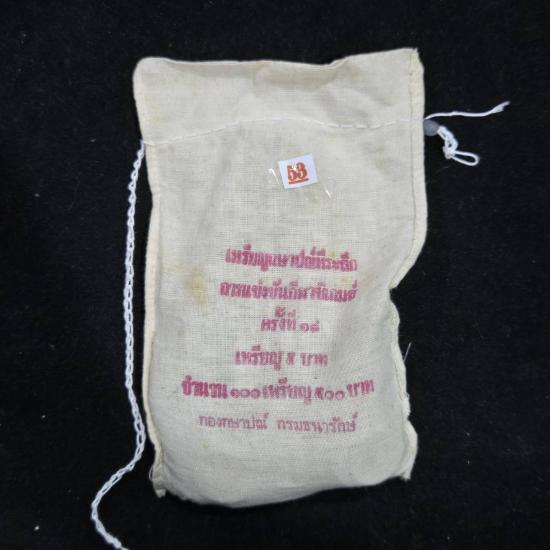 53
เหรียญกษาปณ์ที่ระลึก
การแข่งขันกีฬาซีเกมส์
ครั้งที่ ๑๘
เหรียญ ๕ บาท
จำนวน ๑๐๐ เหรียญ ๕๐๐ บาท
กองกษาปณ์ กรมธนารักษ์